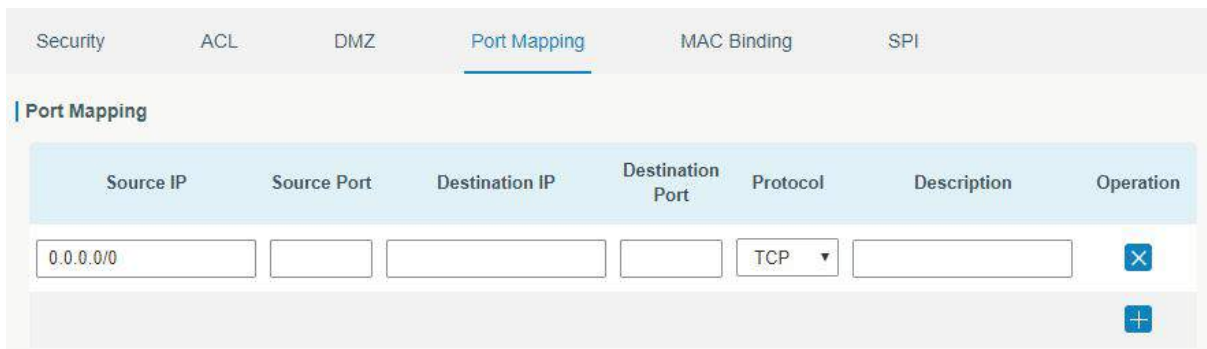 Security ACL DMZ Port Mapping MAC Binding SPI
Port Mapping
Source IP Source Port Destination IP Destination Port Protocol Description Operation
0.0.0.0/0 TCP